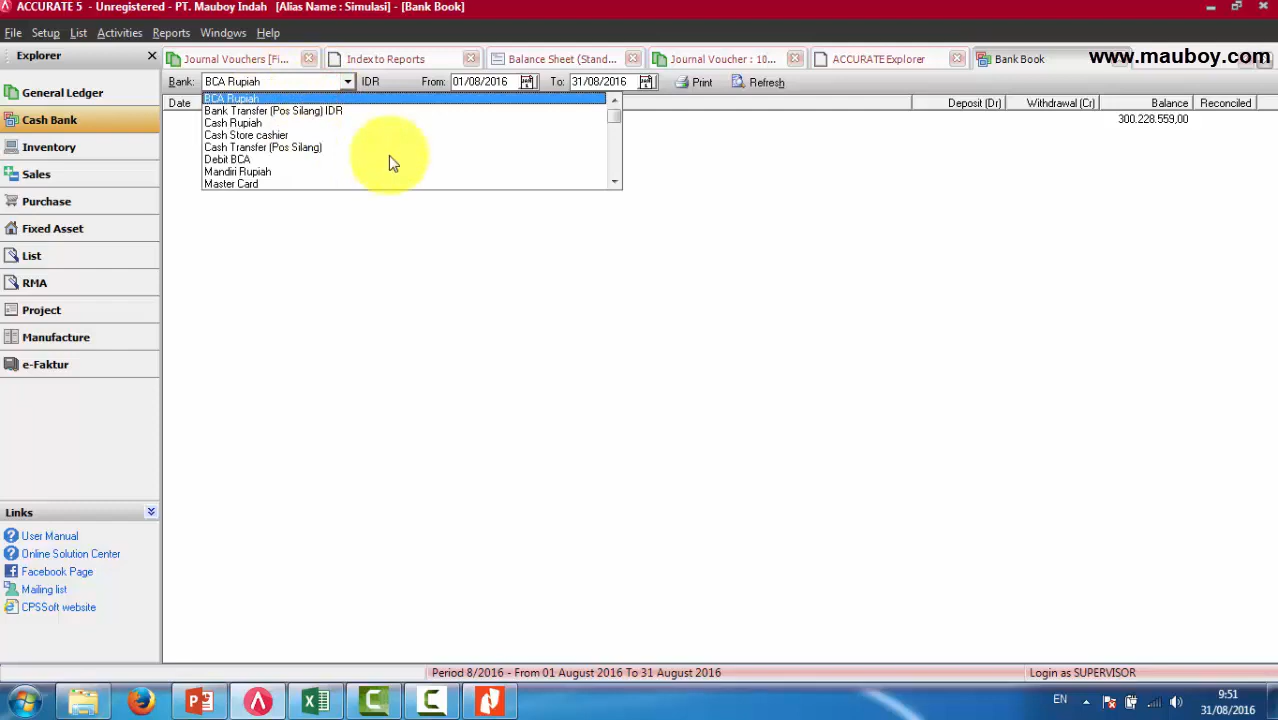 ACCURATE 5 - Unregistered - PT. Mauboy Indah [Alias Name : Simulasi] - [Bank Book]
File Setup List Activities Reports Windows Help
www.mauboy.com
Explorer
Journal Vouchers [Fi...
Index to Reports
Balance Sheet (Stand...
Journal Voucher : 10...
ACCURATE Explorer
Bank Book
Bank: BCA Rupiah IDR From: 01/08/2016 To: 31/08/2016 Print Refresh
Date Deposit (Dr) Withdrawal (Cr) Balance Reconciled
300.228.559,00
BCA Rupiah
Bank Transfer (Pos Silang) IDR
Cash Rupiah
Cash Store cashier
Cash Transfer (Pos Silang)
Debit BCA
Mandiri Rupiah
Master Card
General Ledger
Cash Bank
Inventory
Sales
Purchase
Fixed Asset
List
RMA
Project
Manufacture
e-Faktur
Links
User Manual
Online Solution Center
Facebook Page
Mailing list
CPSSoft website
Period 8/2016 - From 01 August 2016 To 31 August 2016
Login as SUPERVISOR
EN
9:51
31/08/2016